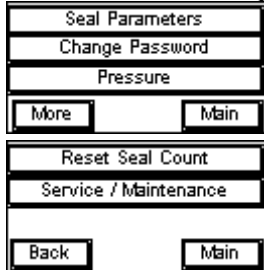 Seal Parameters
Change Password
Pressure
More Main
Reset Seal Count
Service / Maintenance
Back Main